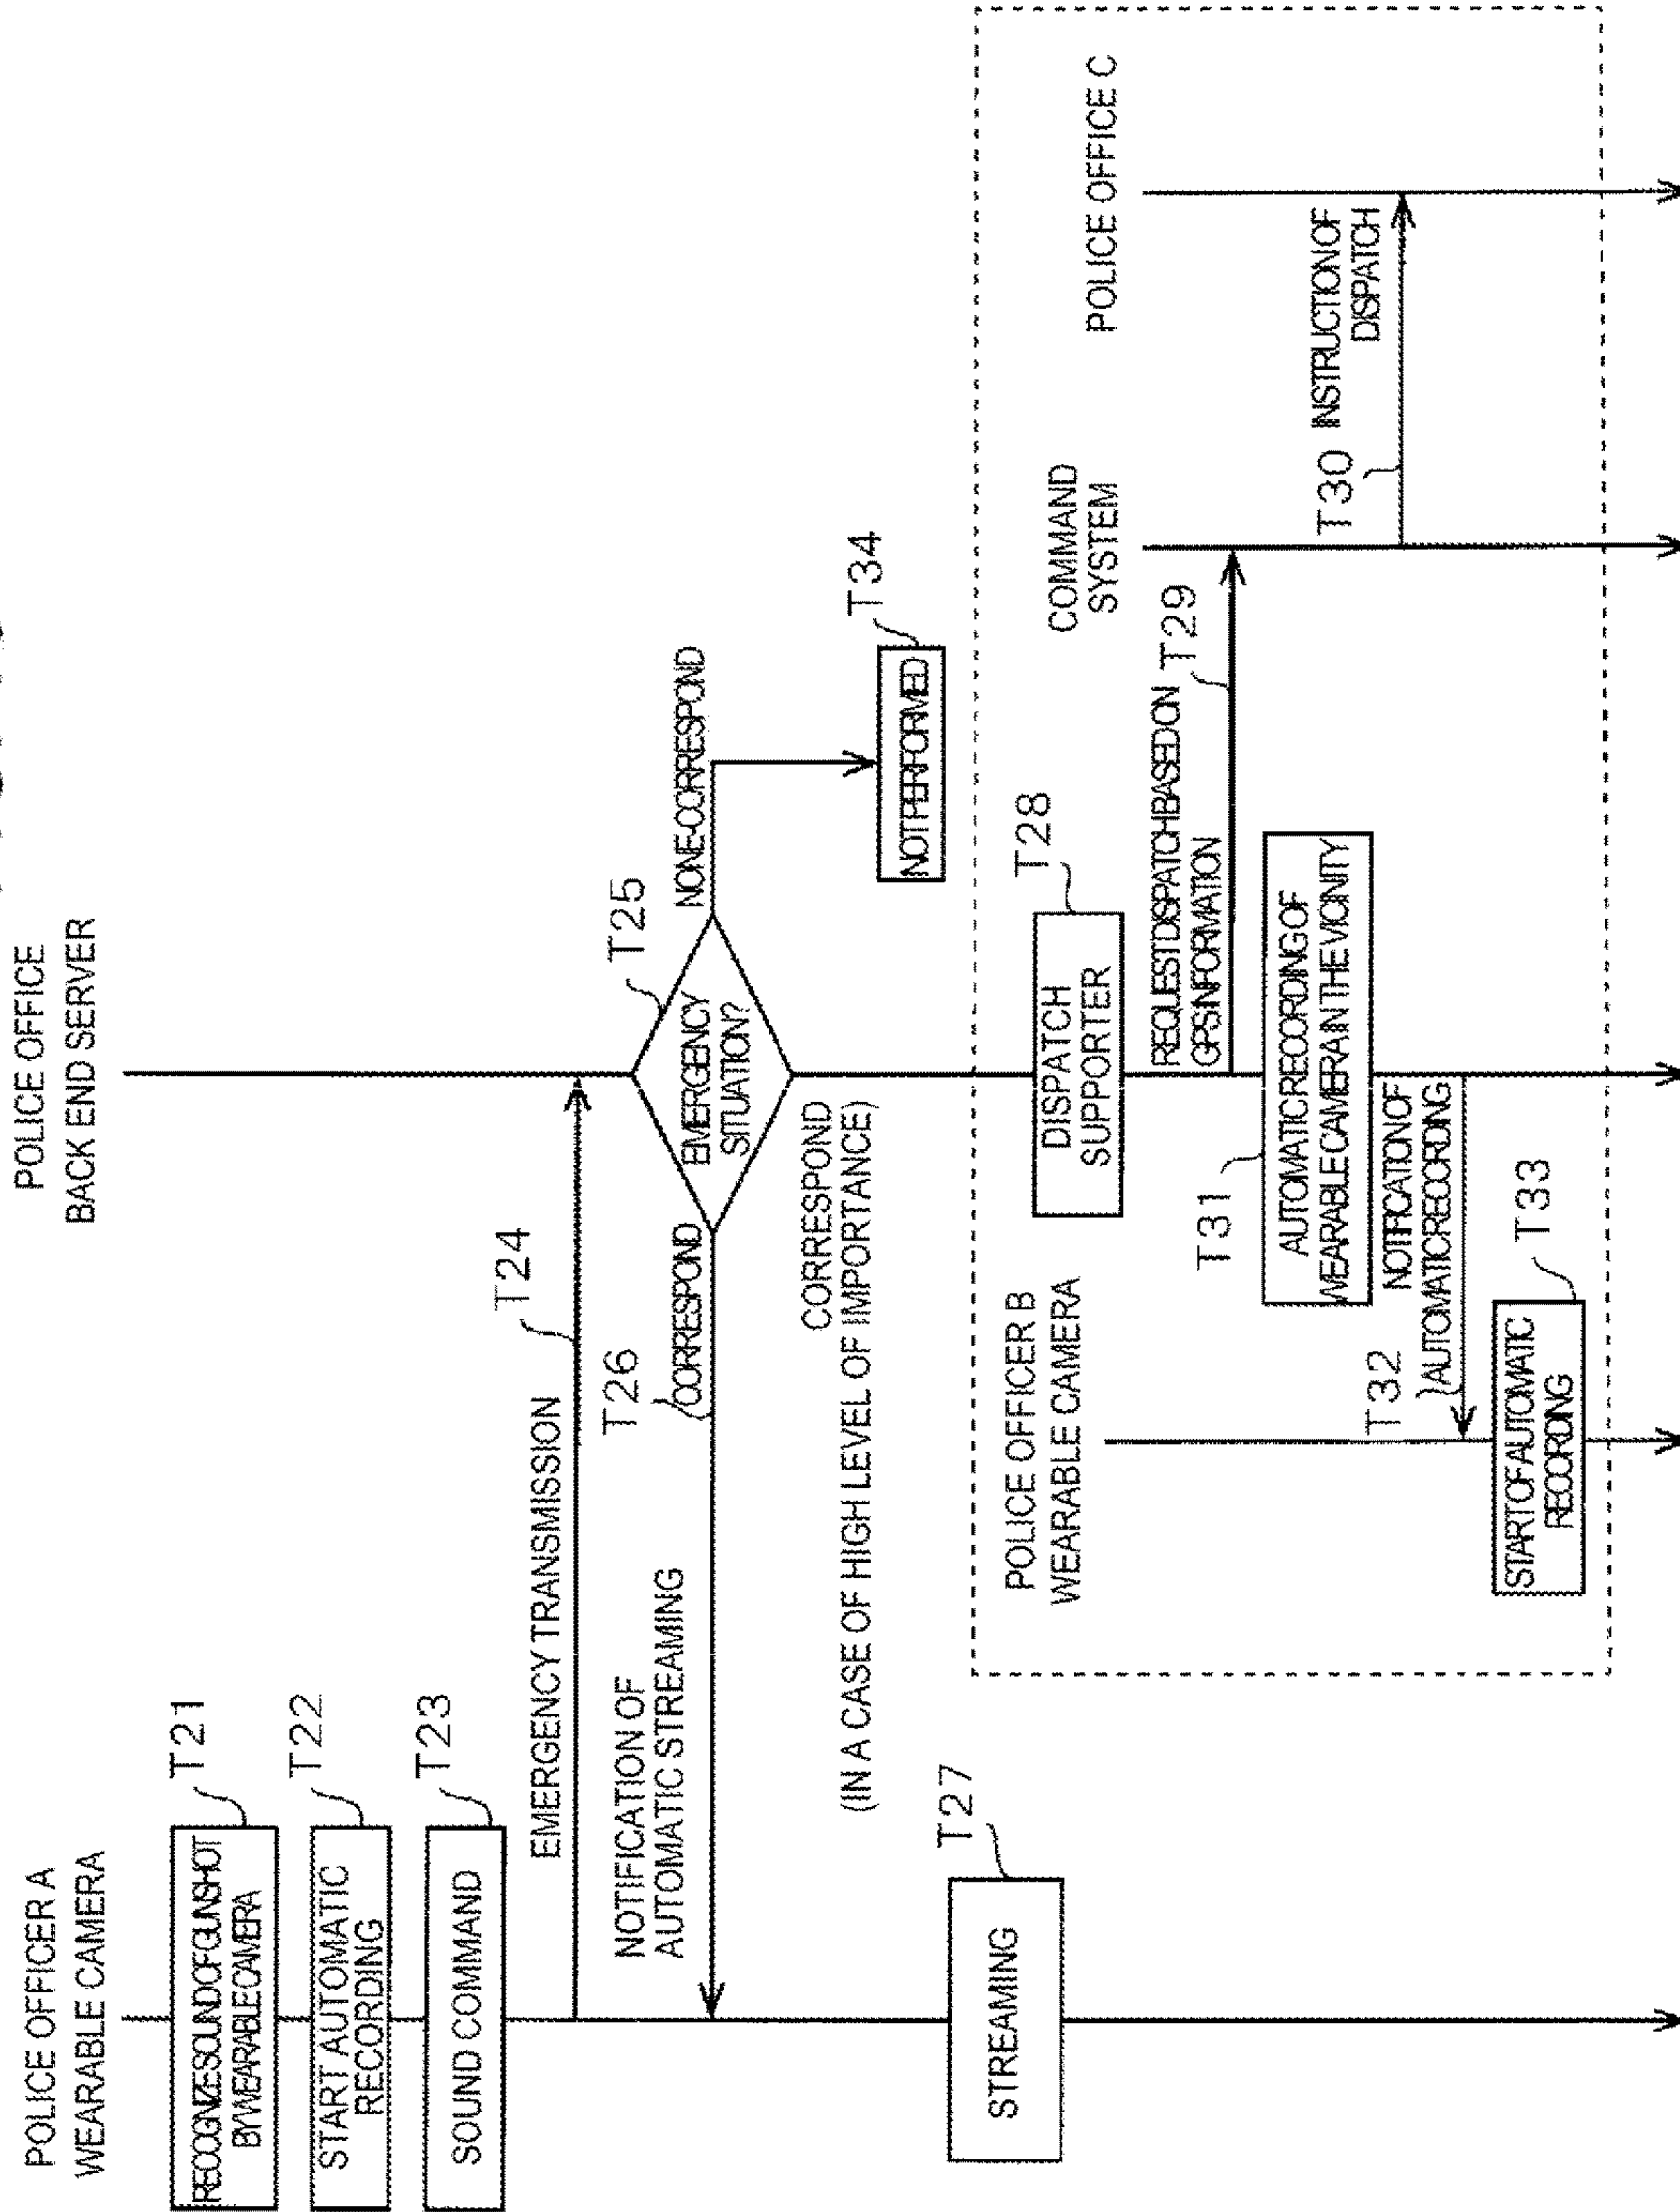 POLICE OFFICER A
WEARABLE CAMERA
POLICE OFFICE
BACK END SERVER
RECOGNIZE SOUND OF GUNSHOT
BY WEARABLE CAMERA
T21
START AUTOMATIC
RECORDING
T22
SOUND COMMAND
T23
EMERGENCY TRANSMISSION
T24
NOTIFICATION OF
AUTOMATIC STREAMING
T26
CORRESPOND
EMERGENCY
SITUATION?
T25
NONE-CORRESPOND
NOT PERFORMED
T34
CORRESPOND
(IN A CASE OF HIGH LEVEL OF IMPORTANCE)
STREAMING
T27
POLICE OFFICER B
WEARABLE CAMERA
DISPATCH
SUPPORTER
T28
COMMAND
SYSTEM
POLICE OFFICE C
REQUEST DISPATCH BASED ON
GPS INFORMATION
T29
T30
INSTRUCTION OF
DISPATCH
T31
AUTOMATIC RECORDING OF
WEARABLE CAMERA IN THE VICINITY
T32
NOTIFICATION OF
AUTOMATIC RECORDING
START OF AUTOMATIC
RECORDING
T33